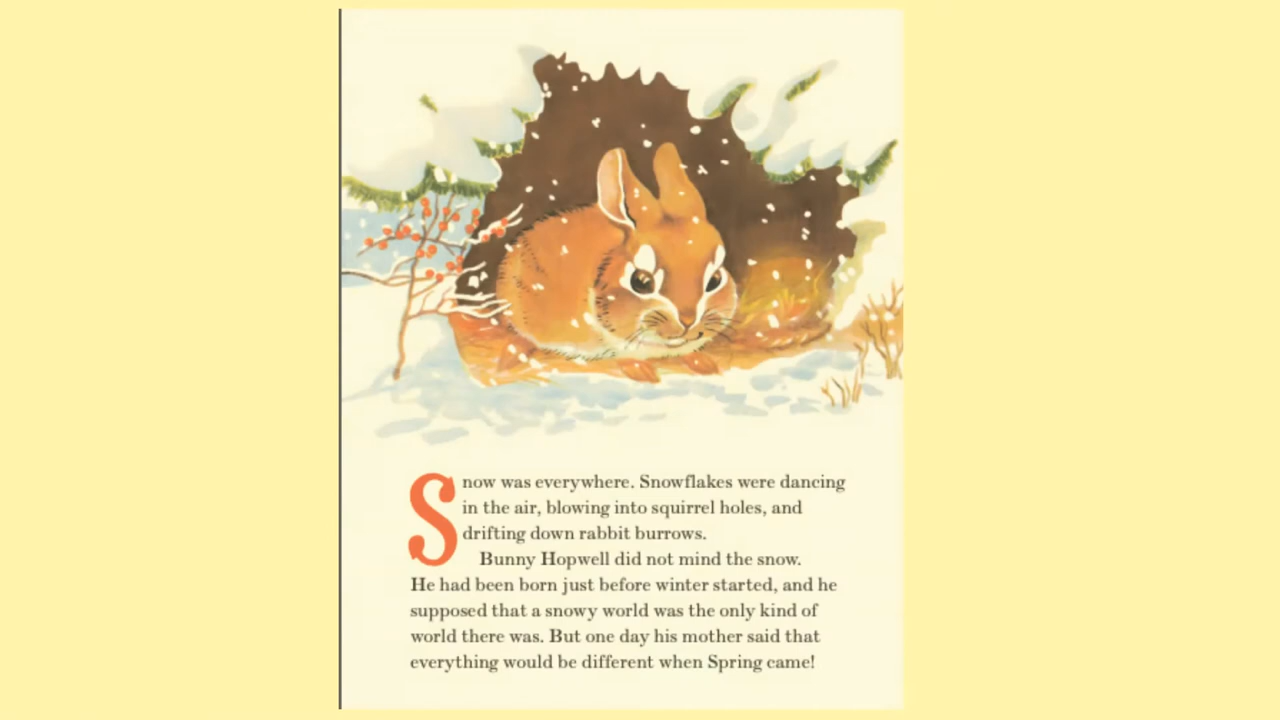 Snow was everywhere. Snowflakes were dancing
in the air, blowing into squirrel holes, and
drifting down rabbit burrows.
Bunny Hopwell did not mind the snow.
He had been born just before winter started, and he
supposed that a snowy world was the only kind of
world there was. But one day his mother said that
everything would be different when Spring came!